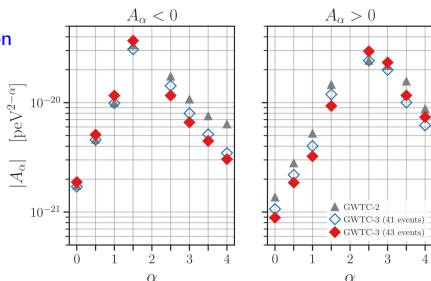 on
A_α < 0
A_α > 0
|A_α| [peV^{2−α}]
10^{−20}
10^{−21}
0 1 2 3 4
α
0 1 2 3 4
α
GWTC-2
GWTC-3 (41 events)
GWTC-3 (43 events)